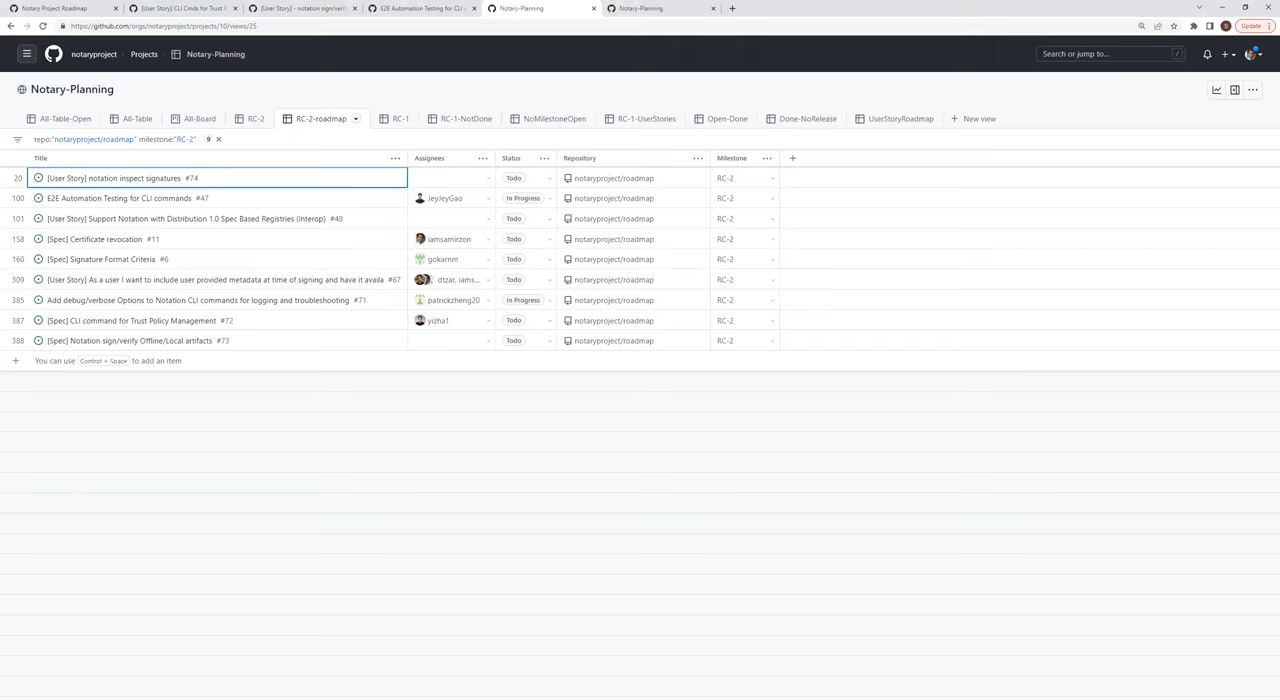 Notary Project Roadmap
[User Story] CLI Cmds for Trust P
[User Story] - notation sign/verif
E2E Automation Testing for CLI
Notary-Planning
Notary-Planning
https://github.com/orgs/notaryproject/projects/10/views/25
S
Update
notaryproject / Projects / Notary-Planning
Search or jump to...
/
Notary-Planning
All-Table-Open
All-Table
All-Board
RC-2
RC-2-roadmap
RC-1
RC-1-NotDone
NoMilestoneOpen
RC-1-UserStories
Open-Done
Done-NoRelease
UserStoryRoadmap
+ New view
repo:"notaryproject/roadmap" milestone:"RC-2" 9
Title Assignees Status Repository Milestone +
20 [User Story] notation inspect signatures #74 Todo notaryproject/roadmap RC-2
100 E2E Automation Testing for CLI commands #47 JeyJeyGao In Progress notaryproject/roadmap RC-2
101 [User Story] Support Notation with Distribution 1.0 Spec Based Registries (Interop) #48 Todo notaryproject/roadmap RC-2
158 [Spec] Certificate revocation #11 iamsamirzon Todo notaryproject/roadmap RC-2
160 [Spec] Signature Format Criteria #6 gokarnm Todo notaryproject/roadmap RC-2
309 [User Story] As a user I want to include user provided metadata at time of signing and have it availa #67 dtzar, iams... Todo notaryproject/roadmap RC-2
385 Add debug/verbose Options to Notation CLI commands for logging and troubleshooting #71 patrickzheng20 In Progress notaryproject/roadmap RC-2
387 [Spec] CLI command for Trust Policy Management #72 yizha1 Todo notaryproject/roadmap RC-2
388 [Spec] Notation sign/verify Offline/Local artifacts #73 Todo notaryproject/roadmap RC-2
+ You can use Control + Space to add an item